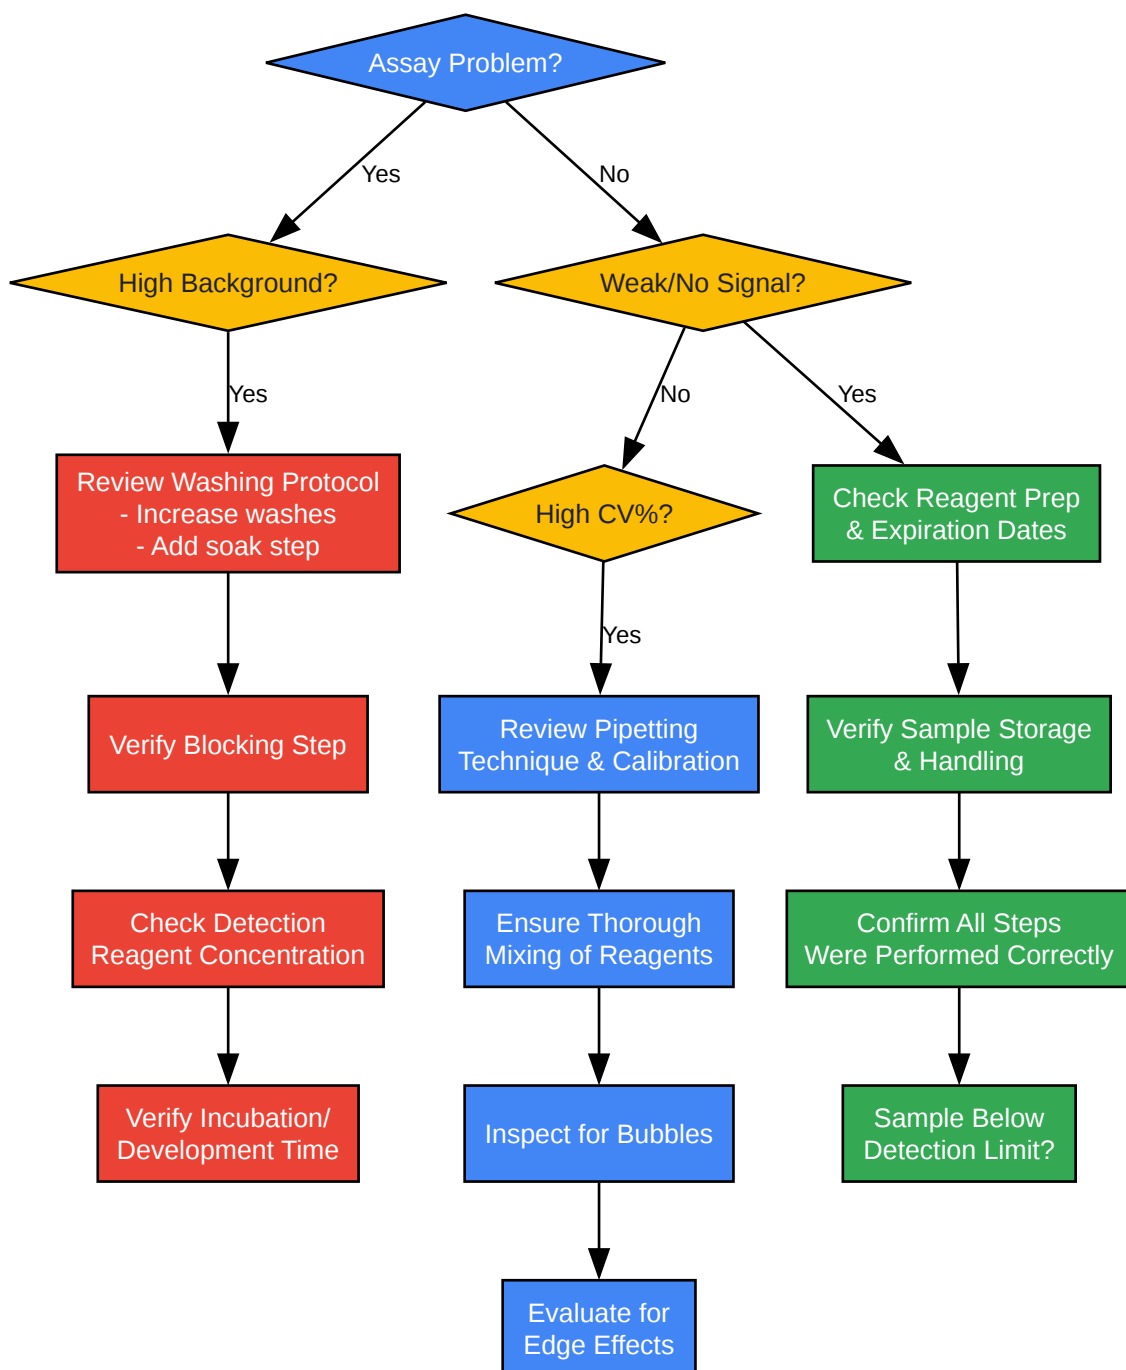 Assay Problem?
Yes
No
High Background?
Weak/No Signal?
Yes
No
Yes
Review Washing Protocol
- Increase washes
- Add soak step
High CV%?
Check Reagent Prep
& Expiration Dates
Yes
Verify Blocking Step
Review Pipetting
Technique & Calibration
Verify Sample Storage
& Handling
Check Detection
Reagent Concentration
Ensure Thorough
Mixing of Reagents
Confirm All Steps
Were Performed Correctly
Verify Incubation/
Development Time
Inspect for Bubbles
Sample Below
Detection Limit?
Evaluate for
Edge Effects